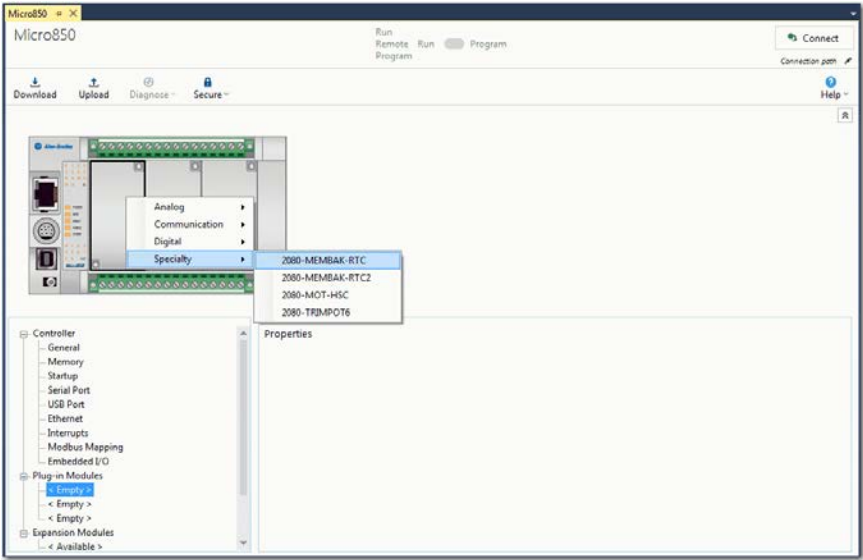 Micro850
Micro850
Run
Remote Run Program
Program
Connect
Connection path
Download Upload Diagnose Secure
Help
Allen-Bradley
Analog
Communication
Digital
Specialty
2080-MEMBAK-RTC
2080-MEMBAK-RTC2
2080-MOT-HSC
2080-TRIMPOT6
Controller
General
Memory
Startup
Serial Port
USB Port
Ethernet
Interrupts
Modbus Mapping
Embedded I/O
Plug-in Modules
< Empty >
< Empty >
< Empty >
Expansion Modules
< Available >
Properties